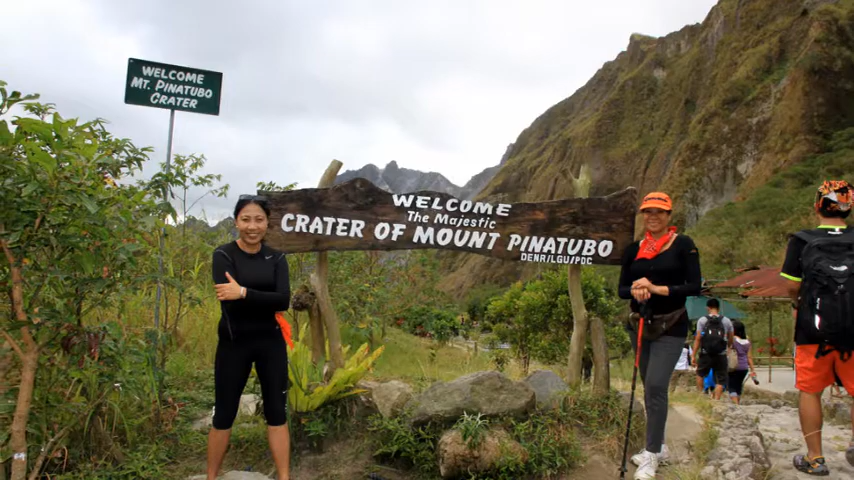 WELCOME
MT. PINATUBO
CRATER
WELCOME
The Majestic
CRATER OF MOUNT PINATUBO
DENR/LGU/PDC